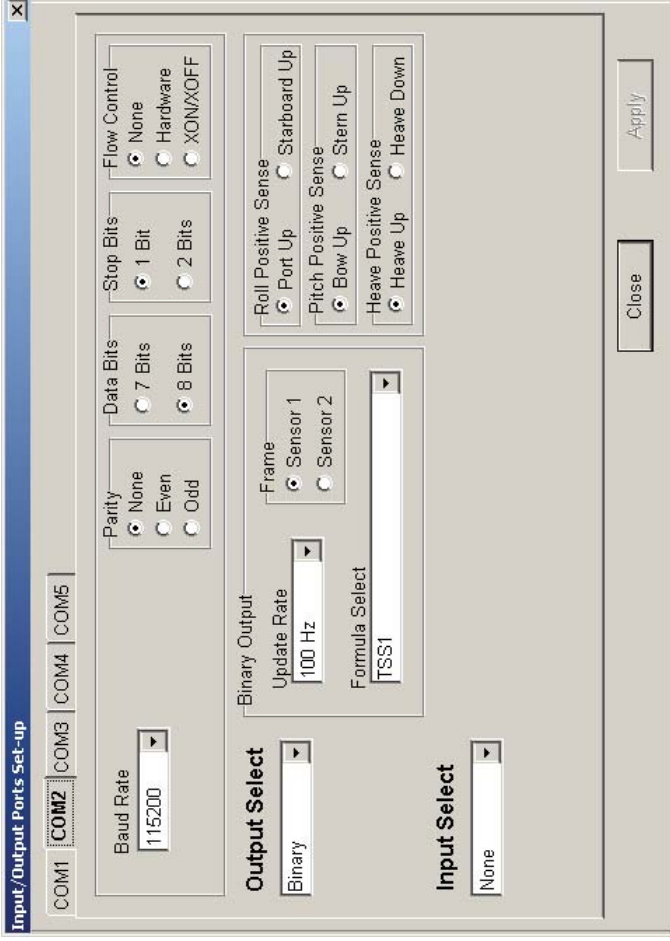 Input/Output Ports Set-up
COM1 COM2 COM3 COM4 COM5
Baud Rate
115200
Parity
None
Even
Odd
Data Bits
7 Bits
8 Bits
Stop Bits
1 Bit
2 Bits
Flow Control
None
Hardware
XON/XOFF
Output Select
Binary
Binary Output
Update Rate
100 Hz
Frame
Sensor 1
Sensor 2
Formula Select
TSS1
Roll Positive Sense
Port Up Starboard Up
Pitch Positive Sense
Bow Up Stern Up
Heave Positive Sense
Heave Up Heave Down
Input Select
None
Close Apply